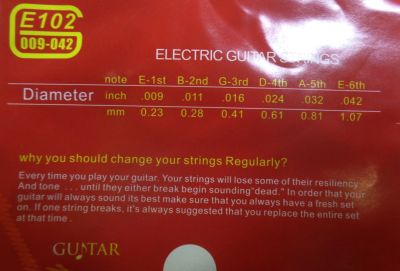 E102
009-042
ELECTRIC GUITAR STRINGS
note E-1st B-2nd G-3rd D-4th A-5th E-6th
Diameter inch .009 .011 .016 .024 .032 .042
mm 0.23 0.28 0.41 0.61 0.81 1.07
why you should change your strings Regularly?
Every time you play your guitar. Your strings will lose some of their resiliency
And tone ... until they either break begin sounding "dead." In order that your
guitar will always sound its best make sure that you always have a fresh set
on. If one string breaks, it's always suggested that you replace the entire set
at that time .
GUITAR